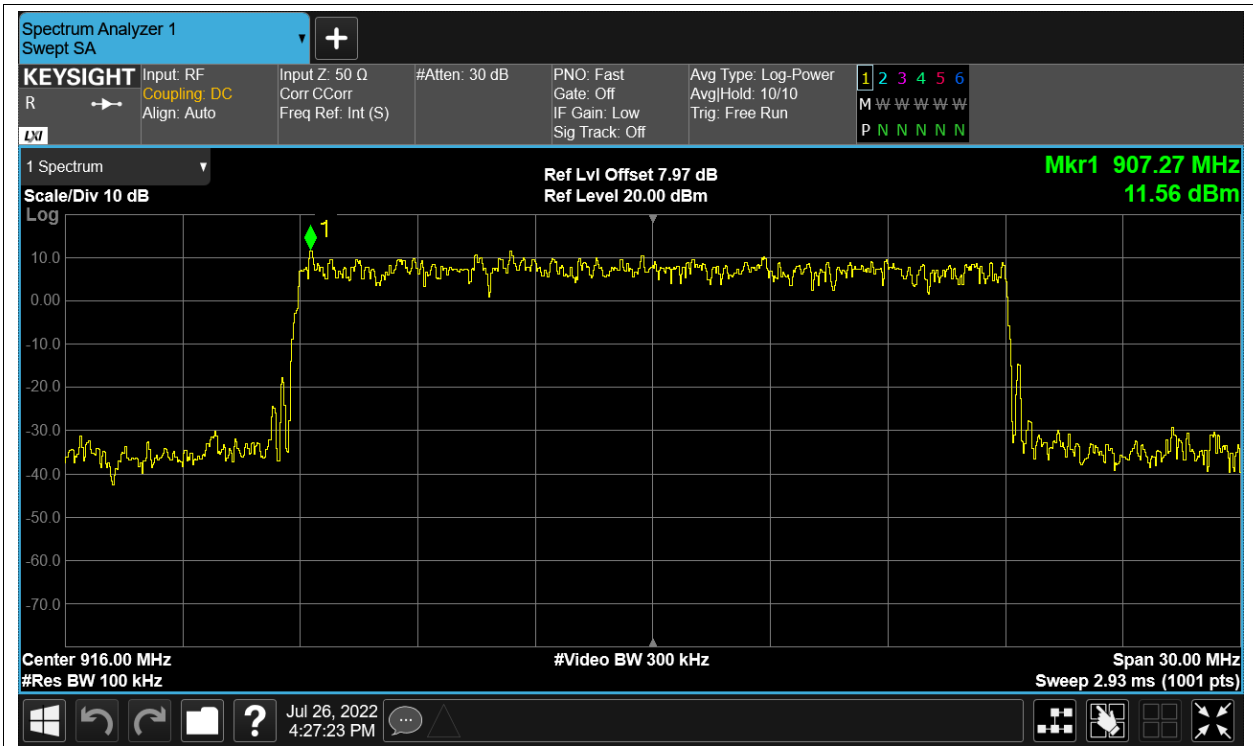 Spectrum Analyzer 1
Swept SA
+
KEYSIGHT
R
LXI
Input: RF
Coupling: DC
Align: Auto
Input Z: 50 Ω
Corr CCorr
Freq Ref: Int (S)
#Atten: 30 dB
PNO: Fast
Gate: Off
IF Gain: Low
Sig Track: Off
Avg Type: Log-Power
Avg|Hold: 10/10
Trig: Free Run
1 2 3 4 5 6
M W W W W W
P N N N N N
1 Spectrum
Scale/Div 10 dB
Ref Lvl Offset 7.97 dB
Ref Level 20.00 dBm
Mkr1 907.27 MHz
11.56 dBm
Log
1
10.0
0.00
-10.0
-20.0
-30.0
-40.0
-50.0
-60.0
-70.0
Center 916.00 MHz
#Res BW 100 kHz
#Video BW 300 kHz
Span 30.00 MHz
Sweep 2.93 ms (1001 pts)
?
Jul 26, 2022
4:27:23 PM